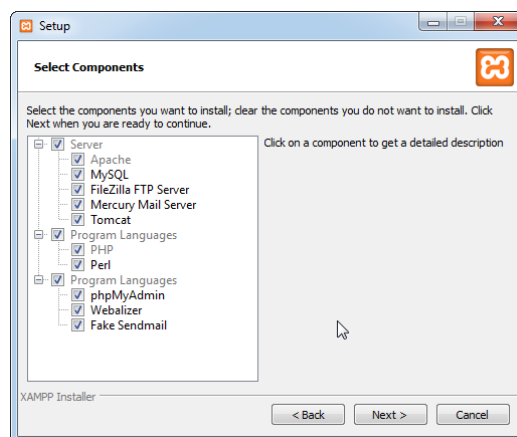 Setup
Select Components
Select the components you want to install; clear the components you do not want to install. Click
Next when you are ready to continue.
Server
Apache
MySQL
FileZilla FTP Server
Mercury Mail Server
Tomcat
Program Languages
PHP
Perl
Program Languages
phpMyAdmin
Webalizer
Fake Sendmail
Click on a component to get a detailed description
XAMPP Installer
< Back
Next >
Cancel